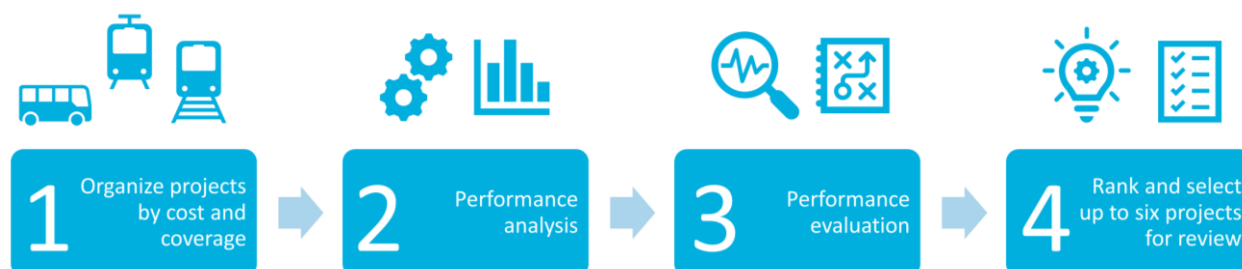 1
Organize projects
by cost and
coverage
2
Performance
analysis
3
Performance
evaluation
4
Rank and select
up to six projects
for review